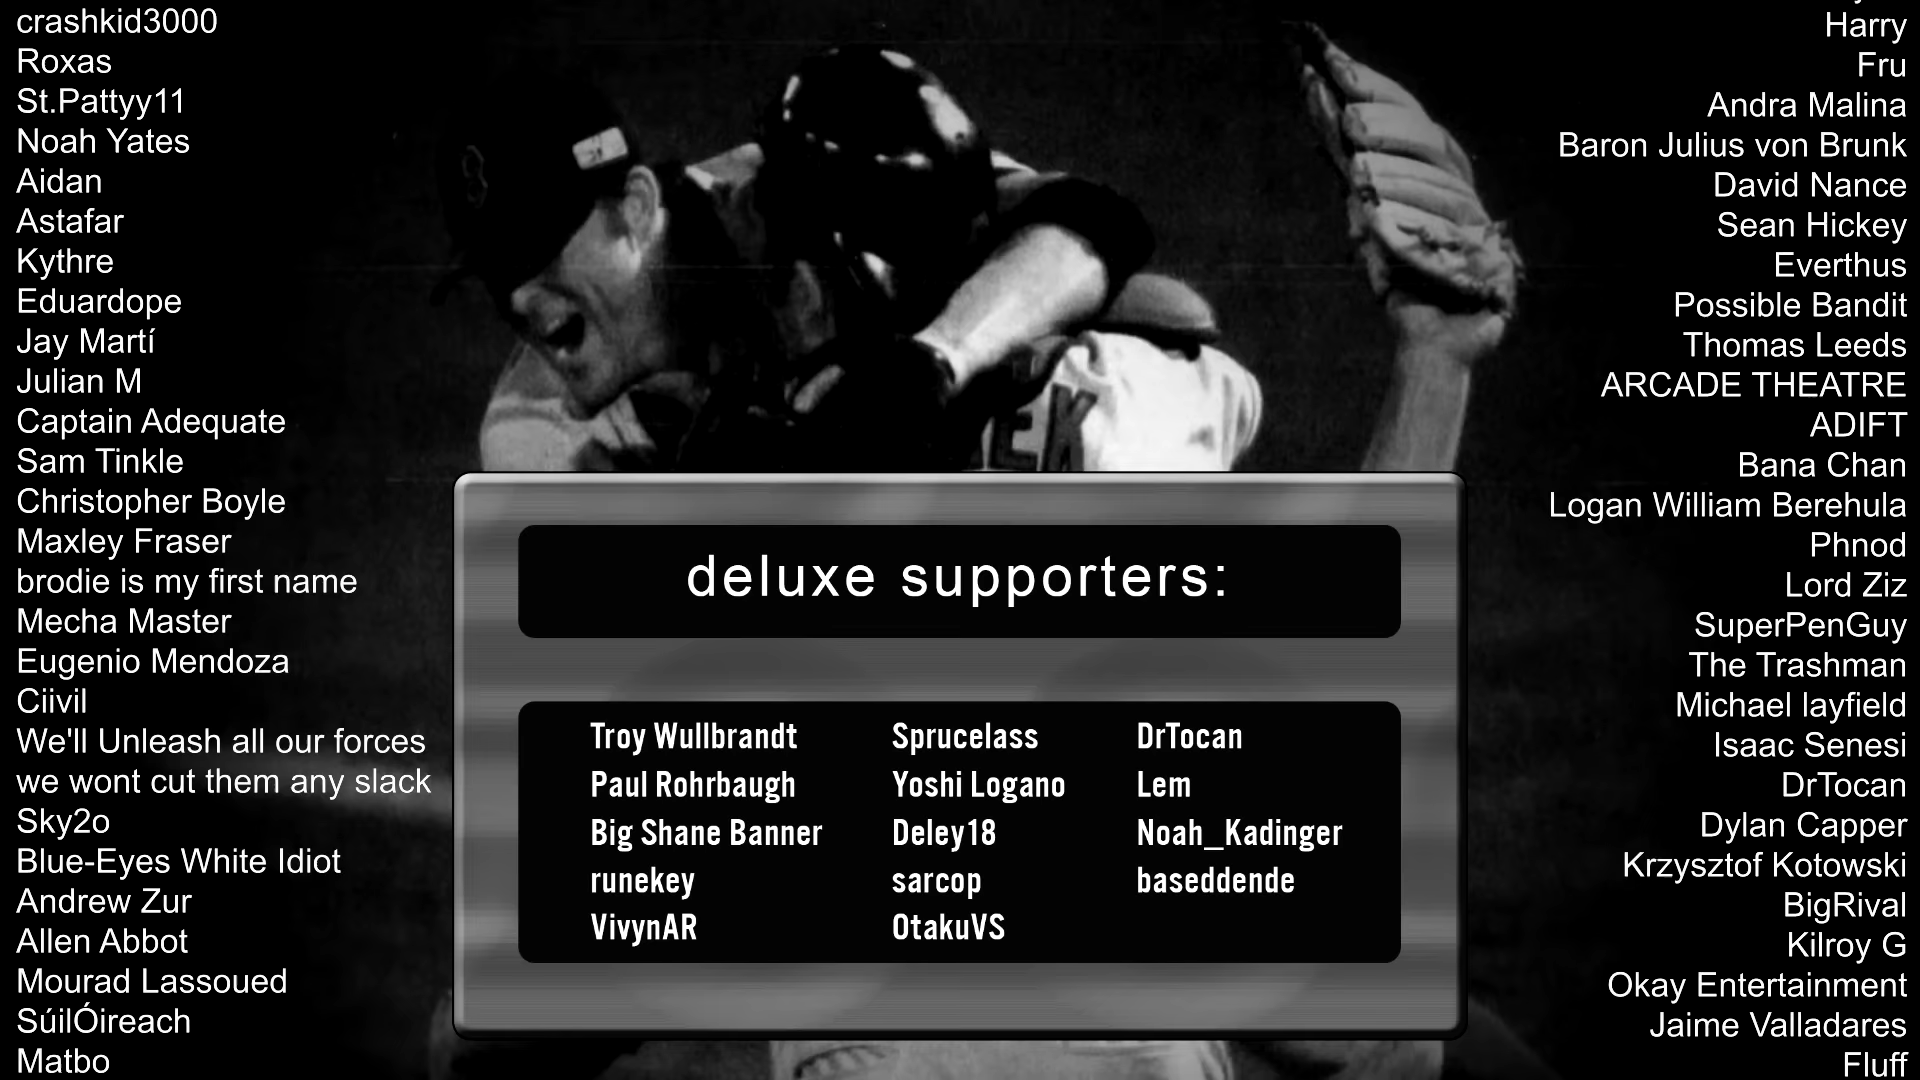 crashkid3000
Roxas
St.Pattyy11
Noah Yates
Aidan
Astafar
Kythre
Eduardope
Jay Martí
Julian M
Captain Adequate
Sam Tinkle
Christopher Boyle
Maxley Fraser
brodie is my first name
Mecha Master
Eugenio Mendoza
Ciivil
We'll Unleash all our forces
we wont cut them any slack
Sky2o
Blue-Eyes White Idiot
Andrew Zur
Allen Abbot
Mourad Lassoued
SúilÓireach
Matbo
EK
deluxe supporters:
Troy Wullbrandt
Paul Rohrbaugh
Big Shane Banner
runekey
VivynAR
Sprucelass
Yoshi Logano
Deley18
sarcop
OtakuVS
DrTocan
Lem
Noah_Kadinger
baseddende
Harry
Fru
Andra Malina
Baron Julius von Brunk
David Nance
Sean Hickey
Everthus
Possible Bandit
Thomas Leeds
ARCADE THEATRE
ADIFT
Bana Chan
Logan William Berehula
Phnod
Lord Ziz
SuperPenGuy
The Trashman
Michael layfield
Isaac Senesi
DrTocan
Dylan Capper
Krzysztof Kotowski
BigRival
Kilroy G
Okay Entertainment
Jaime Valladares
Fluff